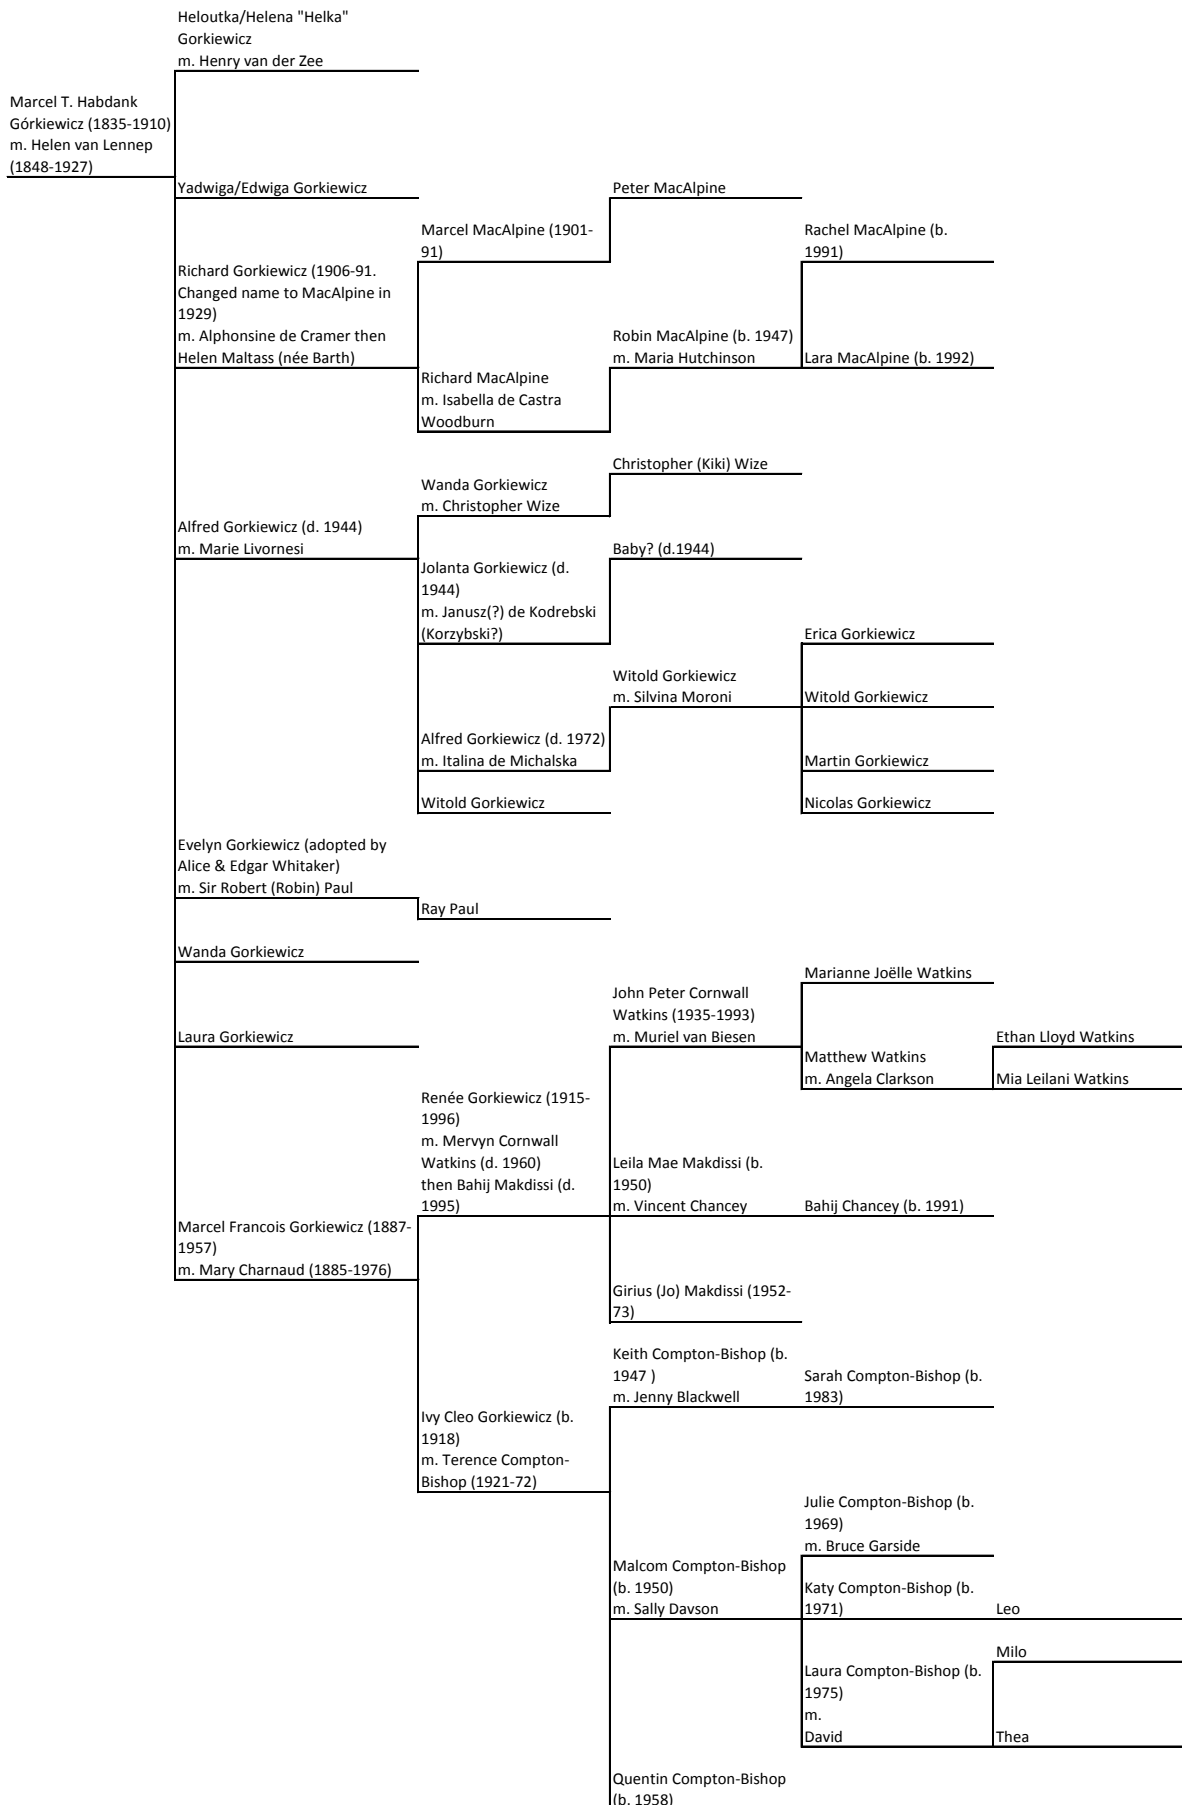 Heloutka/Helena "Helka"
Gorkiewicz
m. Henry van der Zee
Marcel T. Habdank
Górkiewicz (1835-1910)
m. Helen van Lennep
(1848-1927)
Yadwiga/Edwiga Gorkiewicz
Peter MacAlpine
Marcel MacAlpine (1901-
91)
Rachel MacAlpine (b.
1991)
Richard Gorkiewicz (1906-91.
Changed name to MacAlpine in
1929)
m. Alphonsine de Cramer then
Helen Maltass (née Barth)
Robin MacAlpine (b. 1947)
m. Maria Hutchinson
Lara MacAlpine (b. 1992)
Richard MacAlpine
m. Isabella de Castra
Woodburn
Christopher (Kiki) Wize
Wanda Gorkiewicz
m. Christopher Wize
Alfred Gorkiewicz (d. 1944)
m. Marie Livornesi
Baby? (d.1944)
Jolanta Gorkiewicz (d.
1944)
m. Janusz(?) de Kodrebski
(Korzybski?)
Erica Gorkiewicz
Witold Gorkiewicz
m. Silvina Moroni
Witold Gorkiewicz
Alfred Gorkiewicz (d. 1972)
m. Italina de Michalska
Martin Gorkiewicz
Witold Gorkiewicz
Nicolas Gorkiewicz
Evelyn Gorkiewicz (adopted by
Alice & Edgar Whitaker)
m. Sir Robert (Robin) Paul
Ray Paul
Wanda Gorkiewicz
Marianne Joëlle Watkins
John Peter Cornwall
Watkins (1935-1993)
m. Muriel van Biesen
Laura Gorkiewicz
Ethan Lloyd Watkins
Matthew Watkins
m. Angela Clarkson
Mia Leilani Watkins
Renée Gorkiewicz (1915-
1996)
m. Mervyn Cornwall
Watkins (d. 1960)
then Bahij Makdissi (d.
1995)
Leila Mae Makdissi (b.
1950)
m. Vincent Chancey
Bahij Chancey (b. 1991)
Marcel Francois Gorkiewicz (1887-
1957)
m. Mary Charnaud (1885-1976)
Girius (Jo) Makdissi (1952-
73)
Keith Compton-Bishop (b.
1947 )
m. Jenny Blackwell
Sarah Compton-Bishop (b.
1983)
Ivy Cleo Gorkiewicz (b.
1918)
m. Terence Compton-
Bishop (1921-72)
Julie Compton-Bishop (b.
1969)
m. Bruce Garside
Malcom Compton-Bishop
(b. 1950)
m. Sally Davson
Katy Compton-Bishop (b.
1971)
Leo
Milo
Laura Compton-Bishop (b.
1975)
m.
David
Thea
Quentin Compton-Bishop
(b. 1958)